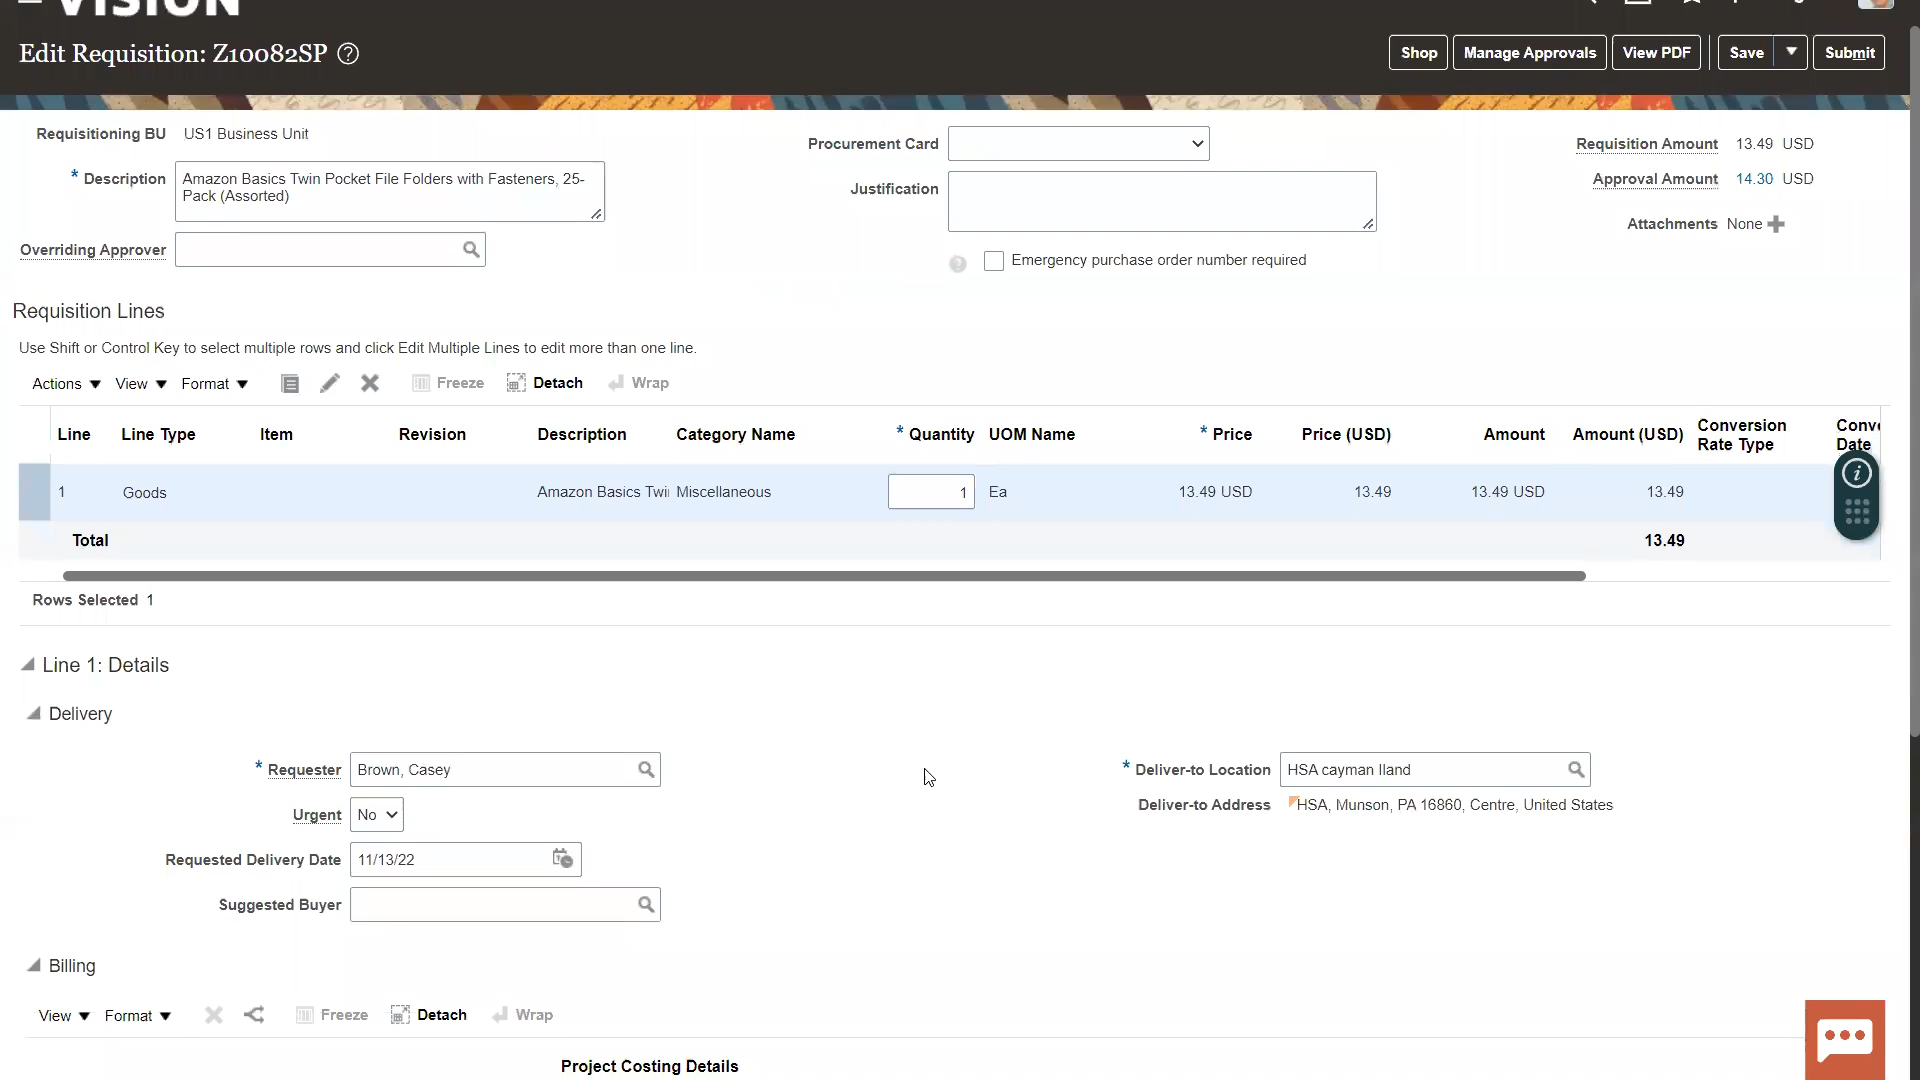 VISION
Edit Requisition: Z10082SP
Shop
Manage Approvals
View PDF
Save
Submit
Requisitioning BU US1 Business Unit
* Description
Amazon Basics Twin Pocket File Folders with Fasteners, 25-
Pack (Assorted)
Overriding Approver
Procurement Card
Justification
Emergency purchase order number required
Requisition Amount 13.49 USD
Approval Amount 14.30 USD
Attachments None
Requisition Lines
Use Shift or Control Key to select multiple rows and click Edit Multiple Lines to edit more than one line.
Actions View Format Freeze Detach Wrap
Line Line Type Item Revision Description Category Name * Quantity UOM Name * Price Price (USD) Amount Amount (USD) Conversion Rate Type Conv Date
1 Goods Amazon Basics Twi Miscellaneous 1 Ea 13.49 USD 13.49 13.49 USD 13.49
Total 13.49
Rows Selected 1
Line 1: Details
Delivery
* Requester Brown, Casey
Urgent No
Requested Delivery Date 11/13/22
Suggested Buyer
* Deliver-to Location HSA cayman Iland
Deliver-to Address HSA, Munson, PA 16860, Centre, United States
Billing
View Format Freeze Detach Wrap
Project Costing Details